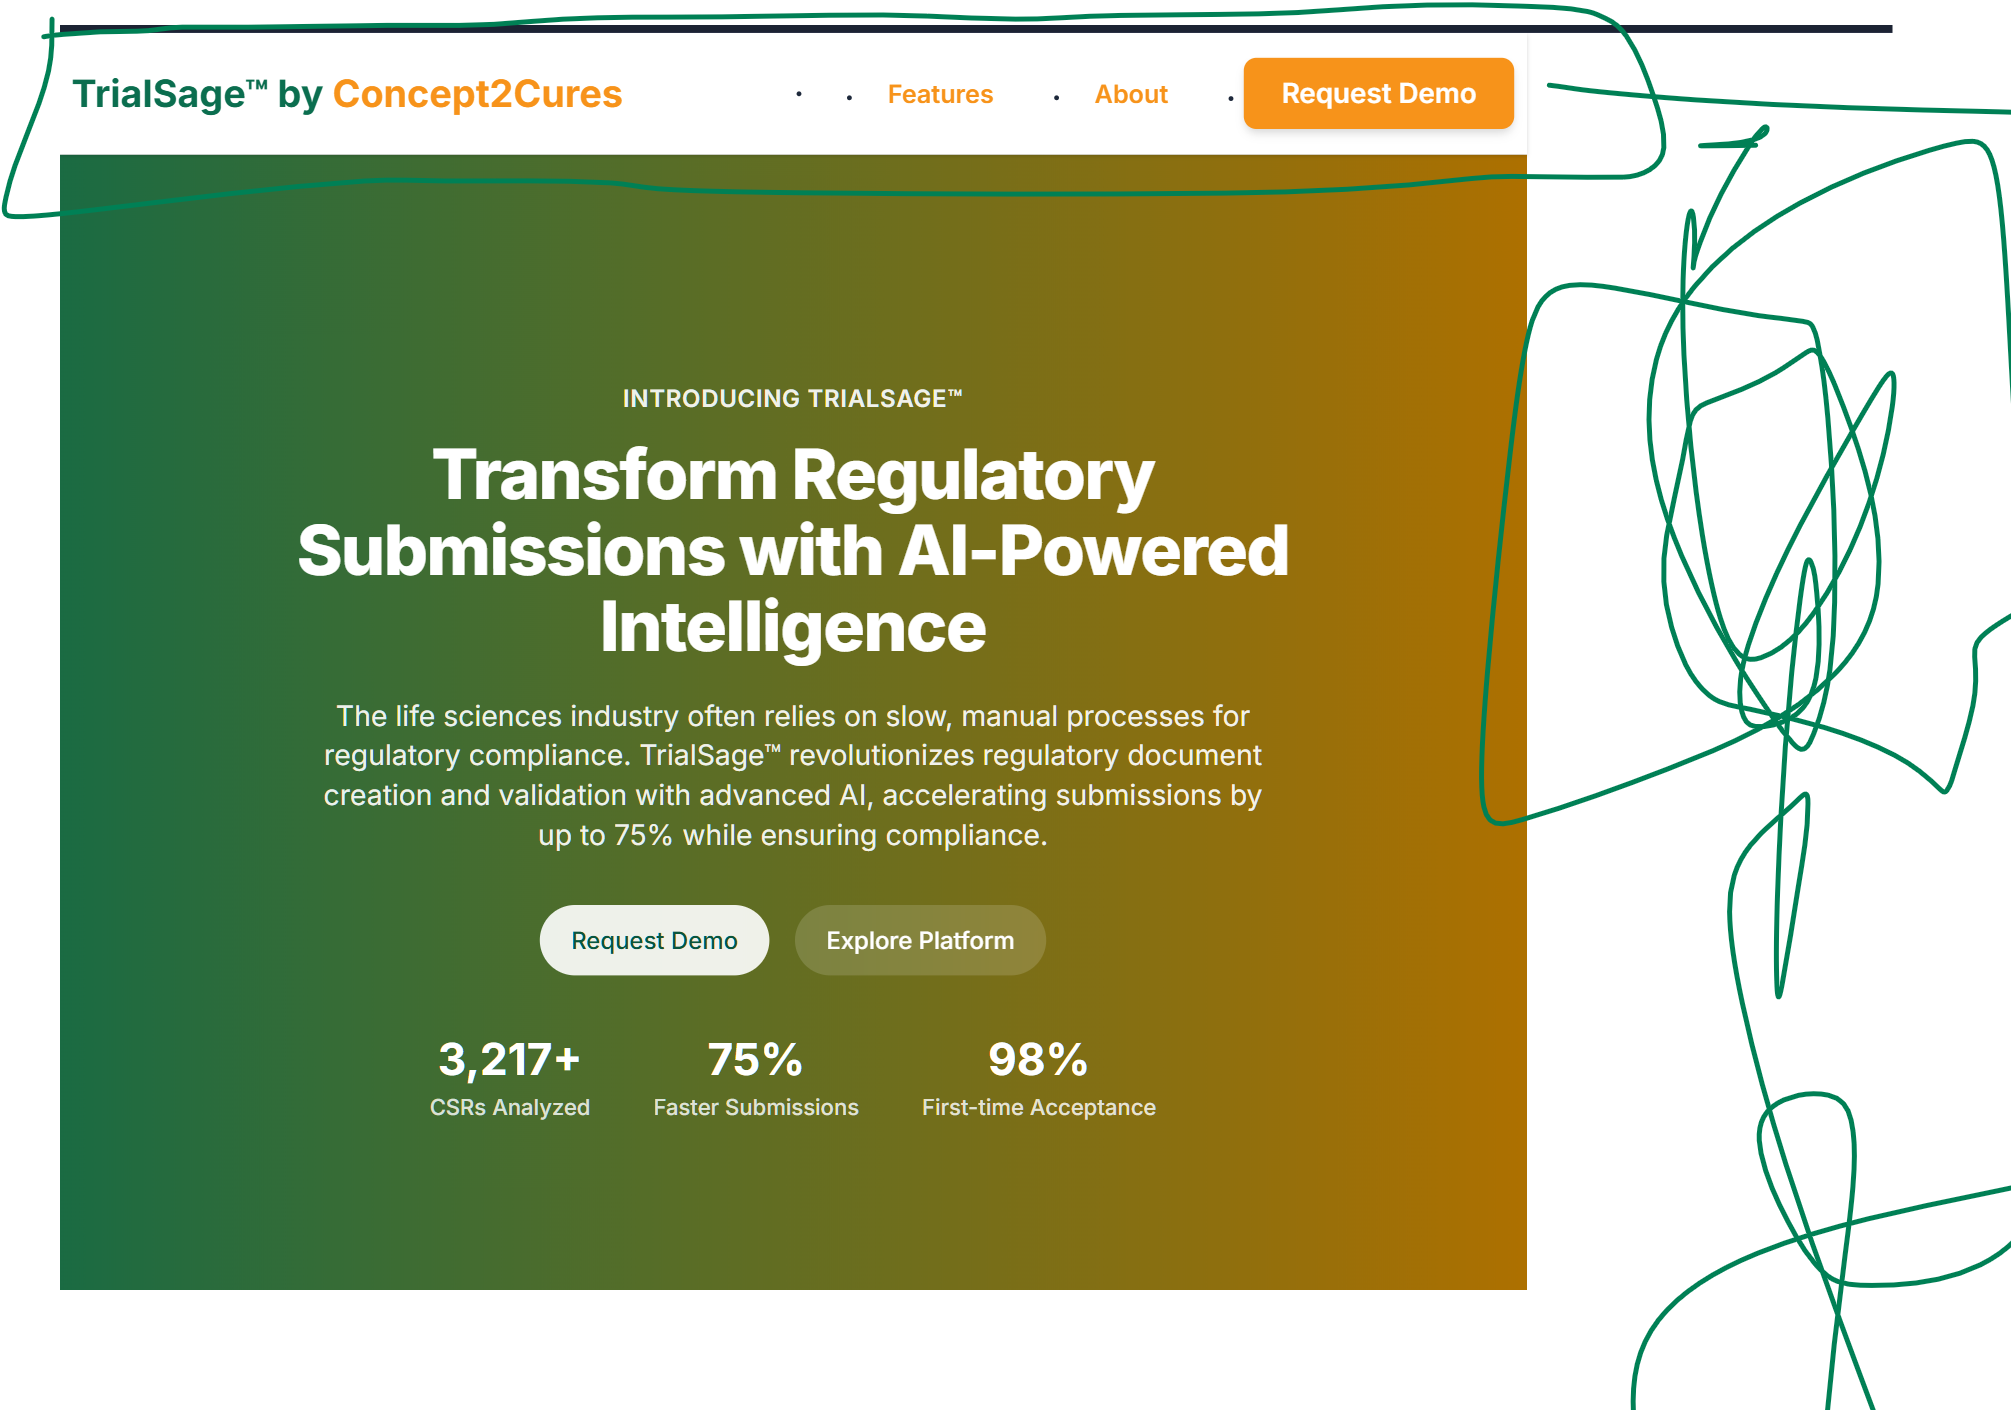 TrialSage™ by Concept2Cures
Features
About
Request Demo
INTRODUCING TRIALSAGE™
Transform Regulatory
Submissions with AI-Powered
Intelligence
The life sciences industry often relies on slow, manual processes for
regulatory compliance. TrialSage™ revolutionizes regulatory document
creation and validation with advanced AI, accelerating submissions by
up to 75% while ensuring compliance.
Request Demo
Explore Platform
3,217+
CSRs Analyzed
75%
Faster Submissions
98%
First-time Acceptance